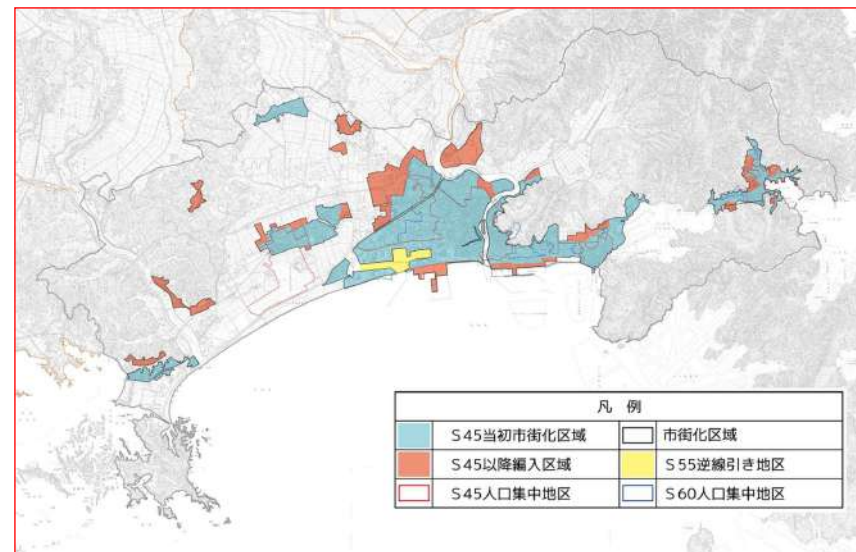 凡 例
S45当初市街化区域
市街化区域
S45以降編入区域
S55逆線引き地区
S45人口集中地区
S60人口集中地区